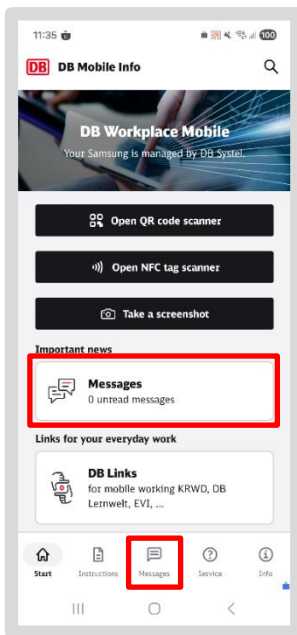 11:35
100
DB DB Mobile Info
DB Workplace Mobile
Your Samsung is managed by DB Systel.
Open QR code scanner
Open NFC tag scanner
Take a screenshot
Important news
Messages
0 unread messages
Links for your everyday work
DB Links
for mobile working KRWD, DB
Lernwelt, EVI, ...
Start Instructions Messages Service Info